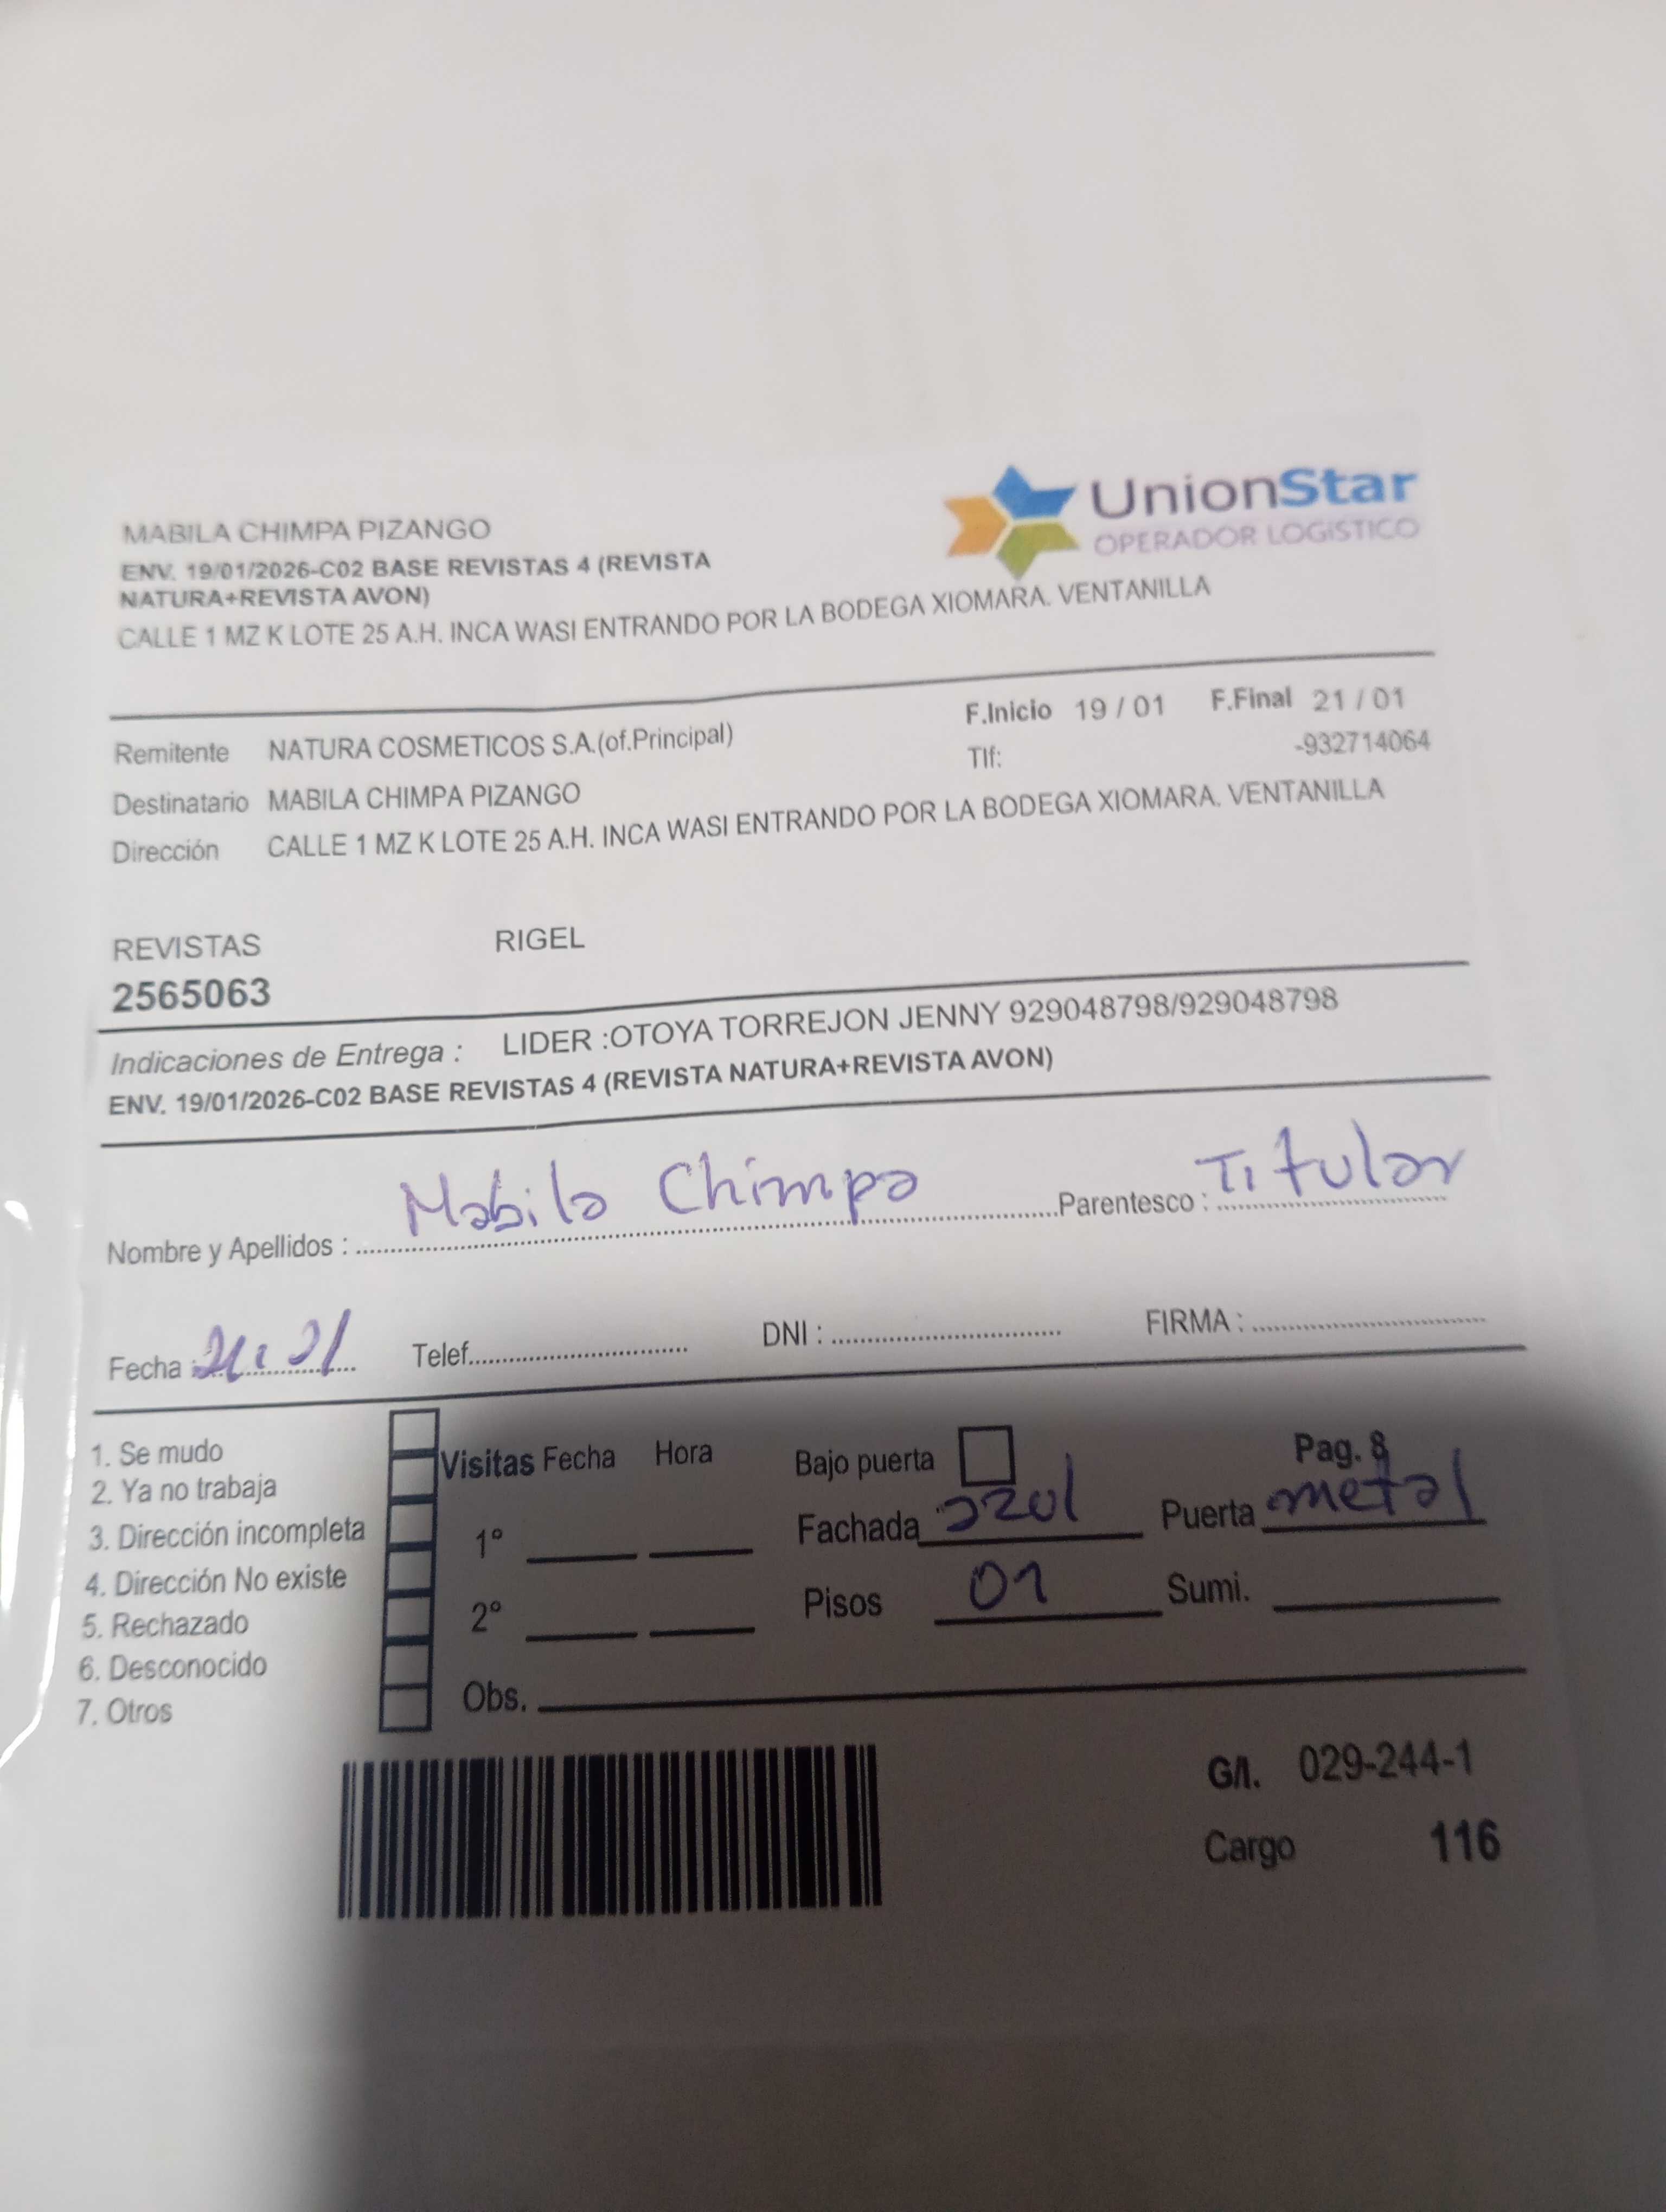 UnionStar
OPERADOR LOGÍSTICO
MABILA CHIMPA PIZANGO
ENV. 19/01/2026-C02 BASE REVISTAS 4 (REVISTA
NATURA+REVISTA AVON)
CALLE 1 MZ K LOTE 25 A.H. INCA WASI ENTRANDO POR LA BODEGA XIOMARA. VENTANILLA
F.Inicio 19 / 01 F.Final 21 / 01
Remitente NATURA COSMETICOS S.A.(of.Principal)
Tlf: -932714064
Destinatario MABILA CHIMPA PIZANGO
Dirección CALLE 1 MZ K LOTE 25 A.H. INCA WASI ENTRANDO POR LA BODEGA XIOMARA. VENTANILLA
REVISTAS RIGEL
2565063
Indicaciones de Entrega : LIDER :OTOYA TORREJON JENNY 929048798/929048798
ENV. 19/01/2026-C02 BASE REVISTAS 4 (REVISTA NATURA+REVISTA AVON)
Nombre y Apellidos : Mabila Chimpa Parentesco : Titular
Fecha : Telef. DNI : FIRMA :
1. Se mudo
2. Ya no trabaja
3. Dirección incompleta
4. Dirección No existe
5. Rechazado
6. Desconocido
7. Otros
Visitas Fecha Hora
1º
2º
Obs.
Bajo puerta Pag. 8
Fachada azul Puerta metal
Pisos 01 Sumi.
G/I. 029-244-1
Cargo 116